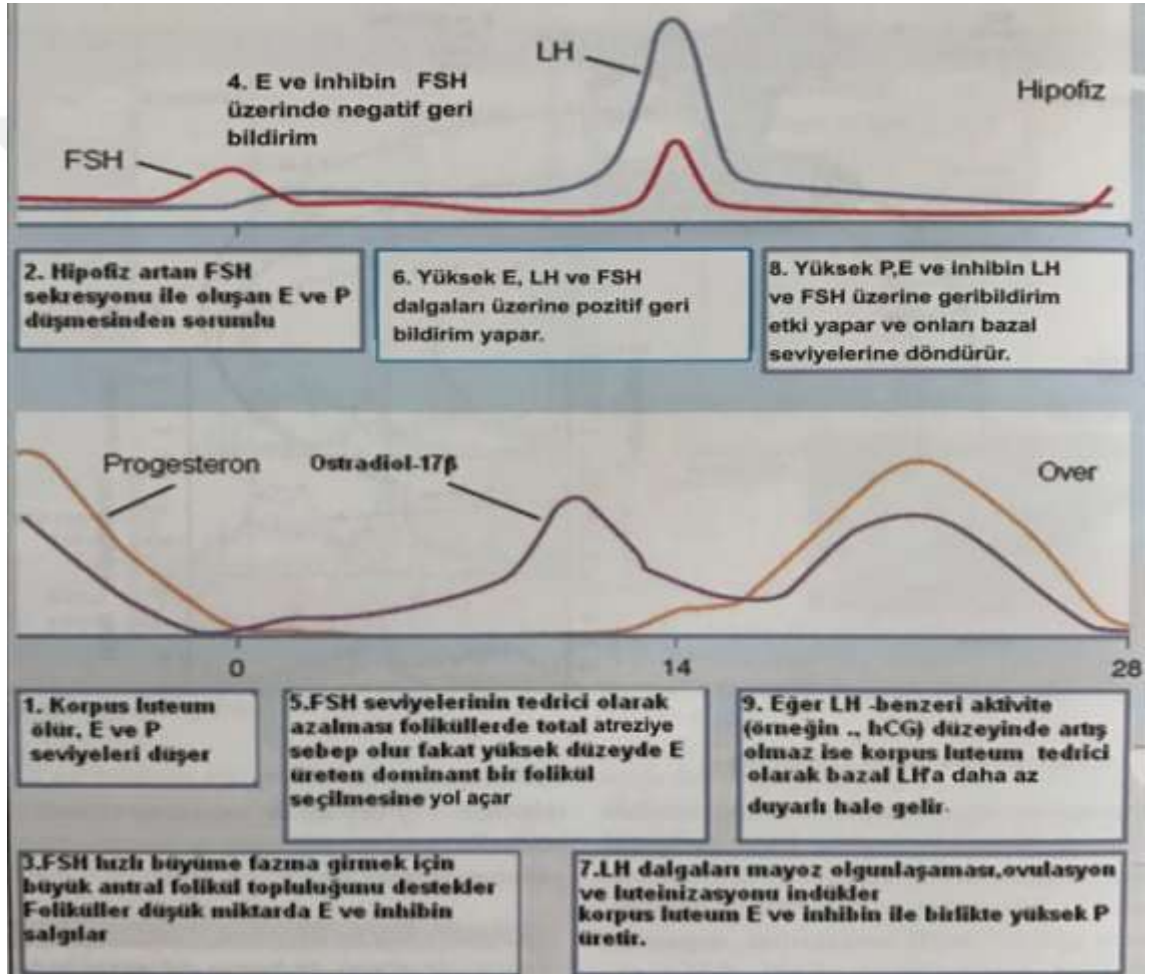 LH
4. E ve inhibin FSH
üzerinde negatif geri
bildirim
Hipofiz
FSH
2. Hipofiz artan FSH
sekresyonu ile oluşan E ve P
düşmesinden sorumlu
6. Yüksek E, LH ve FSH
dalgaları üzerine pozitif geri
bildirim yapar.
8. Yüksek P,E ve inhibin LH
ve FSH üzerine geribildirim
etki yapar ve onları bazal
seviyelerine döndürür.
Progesteron
Ostradiol-17β
Over
0
14
28
1. Korpus luteum
ölür, E ve P
seviyeleri düşer
5.FSH seviyelerinin tedrici olarak
azalması foliküllerde total atreziye
sebep olur fakat yüksek düzeyde E
üreten dominant bir folikül
seçilmesine yol açar
9. Eğer LH -benzeri aktivite
(örneğin .. hCG) düzeyinde artış
olmaz ise korpus luteum tedrici
olarak bazal LH'a daha az
duyarlı hale gelir.
3.FSH hızlı büyüme fazına girmek için
büyük antral folikül topluluğunu destekler
Foliküller düşük miktarda E ve inhibin
salgılar
7.LH dalgaları mayoz olgunlaşaması,ovulasyon
ve luteinizasyonu indükler
korpus luteum E ve inhibin ile birlikte yüksek P
üretir.